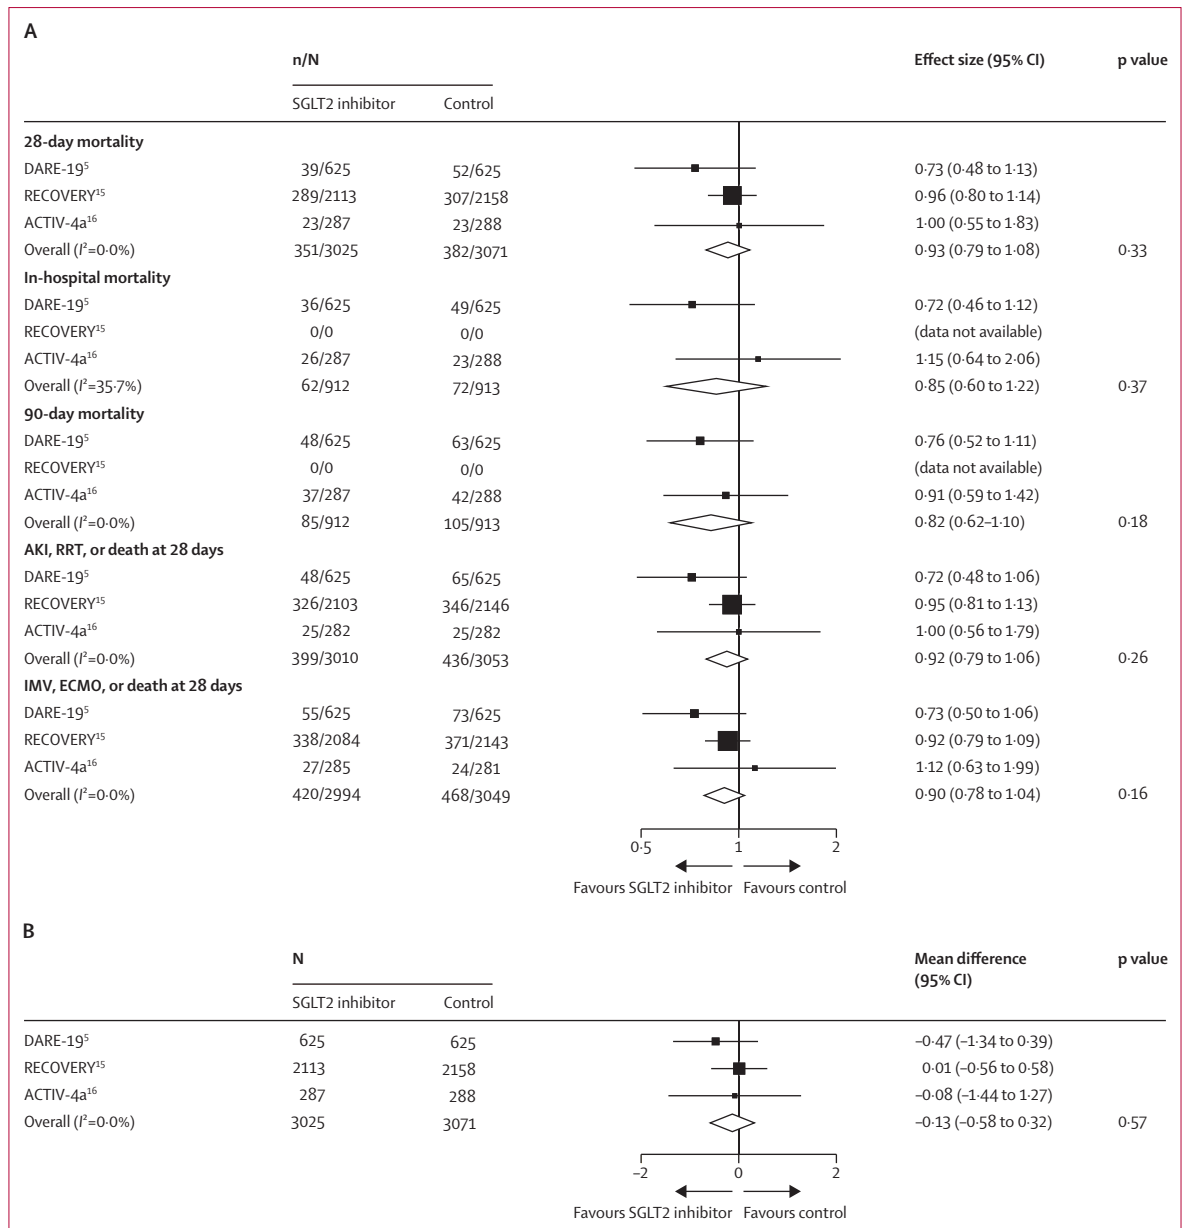 A
n/N Effect size (95% CI) p value
SGLT2 inhibitor Control
28-day mortality
DARE-19⁵ 39/625 52/625 0·73 (0·48 to 1·13)
RECOVERY¹⁵ 289/2113 307/2158 0·96 (0·80 to 1·14)
ACTIV-4a¹⁶ 23/287 23/288 1·00 (0·55 to 1·83)
Overall (I²=0·0%) 351/3025 382/3071 0·93 (0·79 to 1·08) 0·33
In-hospital mortality
DARE-19⁵ 36/625 49/625 0·72 (0·46 to 1·12)
RECOVERY¹⁵ 0/0 0/0 (data not available)
ACTIV-4a¹⁶ 26/287 23/288 1·15 (0·64 to 2·06)
Overall (I²=35·7%) 62/912 72/913 0·85 (0·60 to 1·22) 0·37
90-day mortality
DARE-19⁵ 48/625 63/625 0·76 (0·52 to 1·11)
RECOVERY¹⁵ 0/0 0/0 (data not available)
ACTIV-4a¹⁶ 37/287 42/288 0·91 (0·59 to 1·42)
Overall (I²=0·0%) 85/912 105/913 0·82 (0·62–1·10) 0·18
AKI, RRT, or death at 28 days
DARE-19⁵ 48/625 65/625 0·72 (0·48 to 1·06)
RECOVERY¹⁵ 326/2103 346/2146 0·95 (0·81 to 1·13)
ACTIV-4a¹⁶ 25/282 25/282 1·00 (0·56 to 1·79)
Overall (I²=0·0%) 399/3010 436/3053 0·92 (0·79 to 1·06) 0·26
IMV, ECMO, or death at 28 days
DARE-19⁵ 55/625 73/625 0·73 (0·50 to 1·06)
RECOVERY¹⁵ 338/2084 371/2143 0·92 (0·79 to 1·09)
ACTIV-4a¹⁶ 27/285 24/281 1·12 (0·63 to 1·99)
Overall (I²=0·0%) 420/2994 468/3049 0·90 (0·78 to 1·04) 0·16
0·5 1 2
Favours SGLT2 inhibitor Favours control
B
N Mean difference p value
(95% CI)
SGLT2 inhibitor Control
DARE-19⁵ 625 625 –0·47 (–1·34 to 0·39)
RECOVERY¹⁵ 2113 2158 0·01 (–0·56 to 0·58)
ACTIV-4a¹⁶ 287 288 –0·08 (–1·44 to 1·27)
Overall (I²=0·0%) 3025 3071 –0·13 (–0·58 to 0·32) 0·57
–2 0 2
Favours SGLT2 inhibitor Favours control